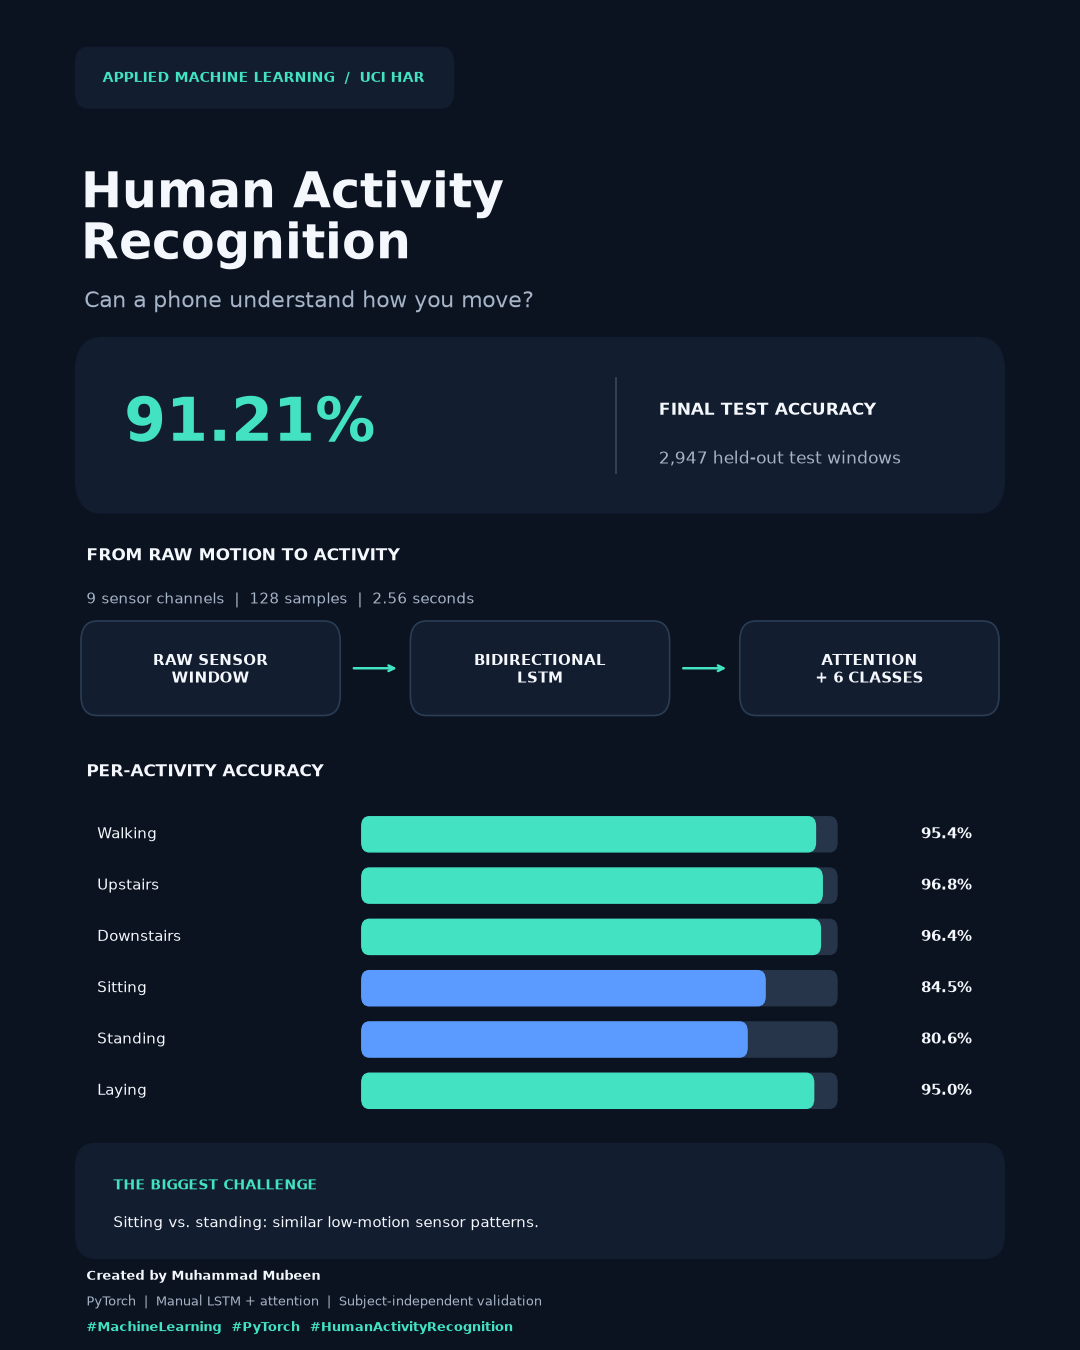 APPLIED MACHINE LEARNING / UCI HAR
Human Activity
Recognition
Can a phone understand how you move?
91.21%
FINAL TEST ACCURACY
2,947 held-out test windows
FROM RAW MOTION TO ACTIVITY
9 sensor channels | 128 samples | 2.56 seconds
RAW SENSOR
WINDOW
BIDIRECTIONAL
LSTM
ATTENTION
+ 6 CLASSES
PER-ACTIVITY ACCURACY
Walking 95.4%
Upstairs 96.8%
Downstairs 96.4%
Sitting 84.5%
Standing 80.6%
Laying 95.0%
THE BIGGEST CHALLENGE
Sitting vs. standing: similar low-motion sensor patterns.
Created by Muhammad Mubeen
PyTorch | Manual LSTM + attention | Subject-independent validation
#MachineLearning #PyTorch #HumanActivityRecognition